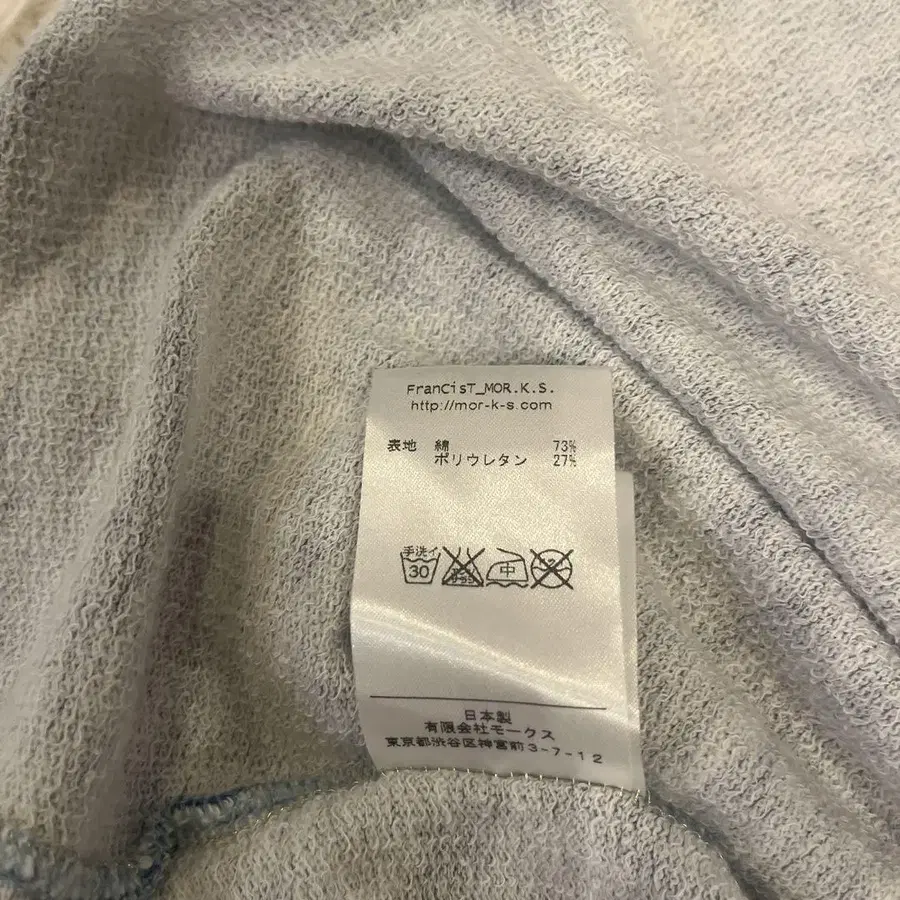 FranCisT_MOR.K.S.
http://mor-k-s.com
表地 綿 73%
ポリウレタン 27%
手洗イ
30
中
日本製
有限会社モークス
東京都渋谷区神宮前3-7-12